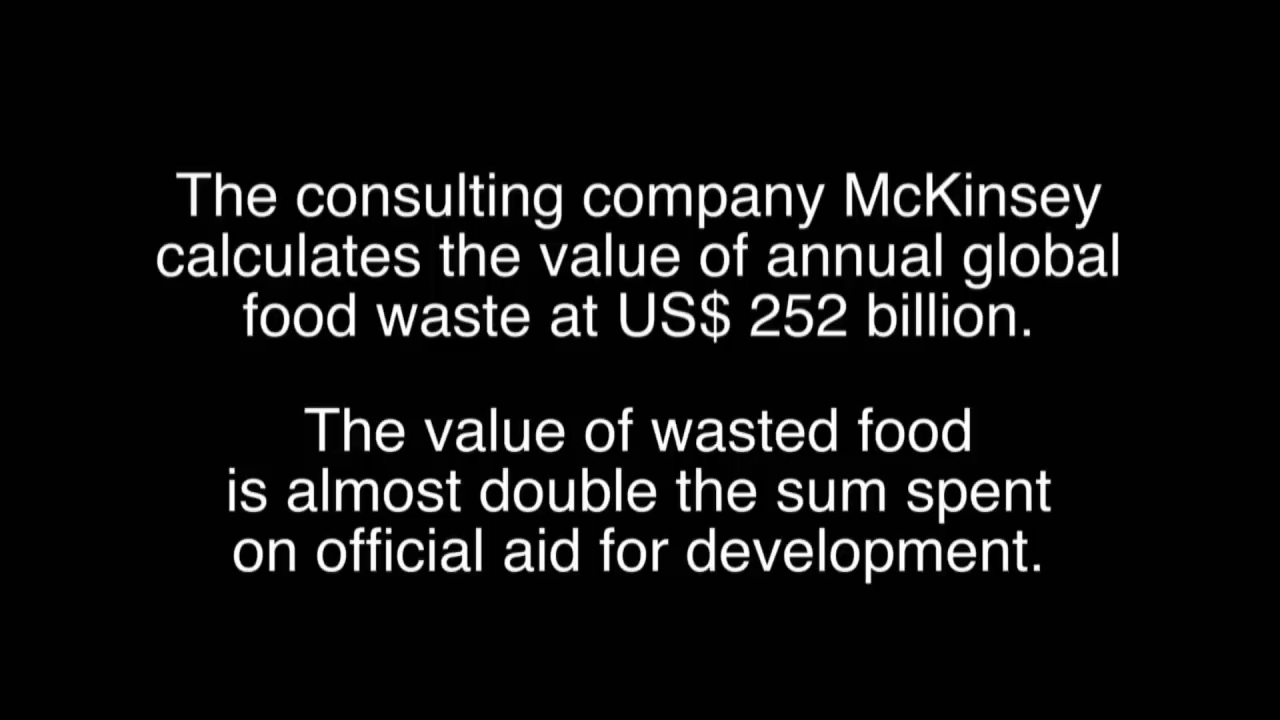 The consulting company McKinsey
calculates the value of annual global
food waste at US$ 252 billion.
The value of wasted food
is almost double the sum spent
on official aid for development.